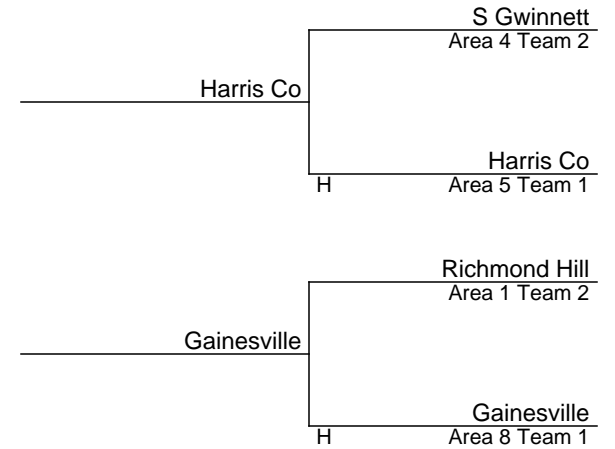 S Gwinnett
Area 4 Team 2
Harris Co
Harris Co
H Area 5 Team 1
Richmond Hill
Area 1 Team 2
Gainesville
Gainesville
H Area 8 Team 1